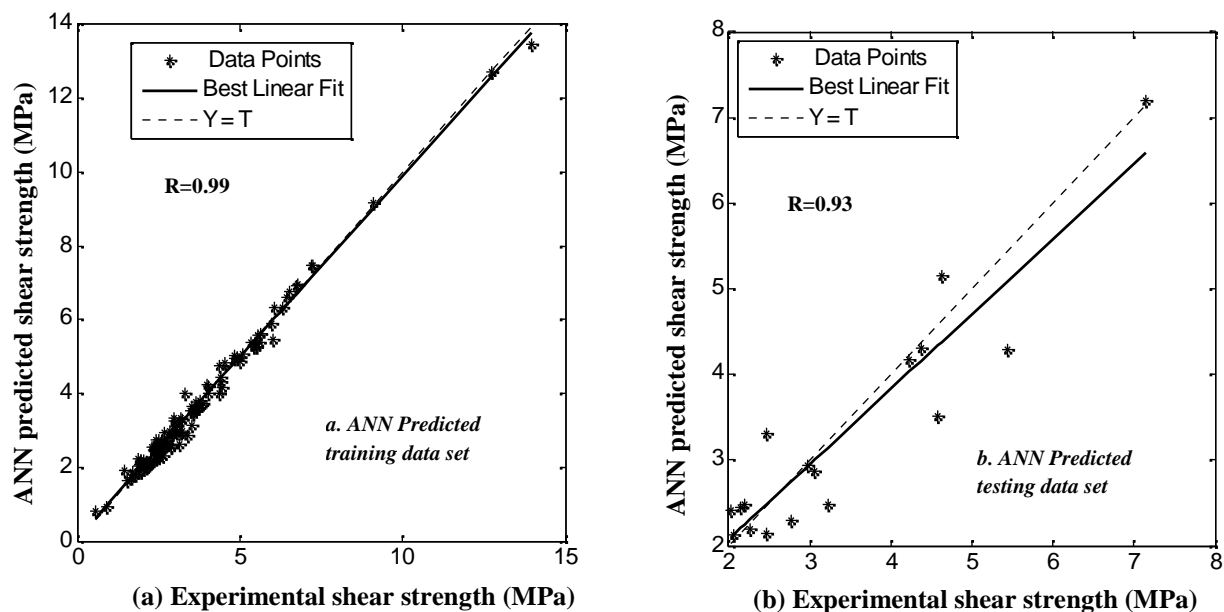 ANN predicted shear strength (MPa)
14
12
10
8
6
4
2
0
Data Points
Best Linear Fit
Y = T
R=0.99
a. ANN Predicted
training data set
0
5
10
15
(a) Experimental shear strength (MPa)
ANN predicted shear strength (MPa)
8
7
6
5
4
3
2
Data Points
Best Linear Fit
Y = T
R=0.93
b. ANN Predicted
testing data set
2
3
4
5
6
7
8
(b) Experimental shear strength (MPa)